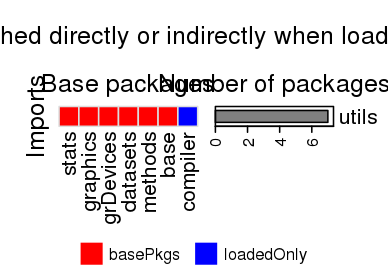 hed directly or indirectly when load
Base packages
Number of packages
Imports
utils
stats
graphics
grDevices
datasets
methods
base
compiler
0
2
4
6
basePkgs
loadedOnly